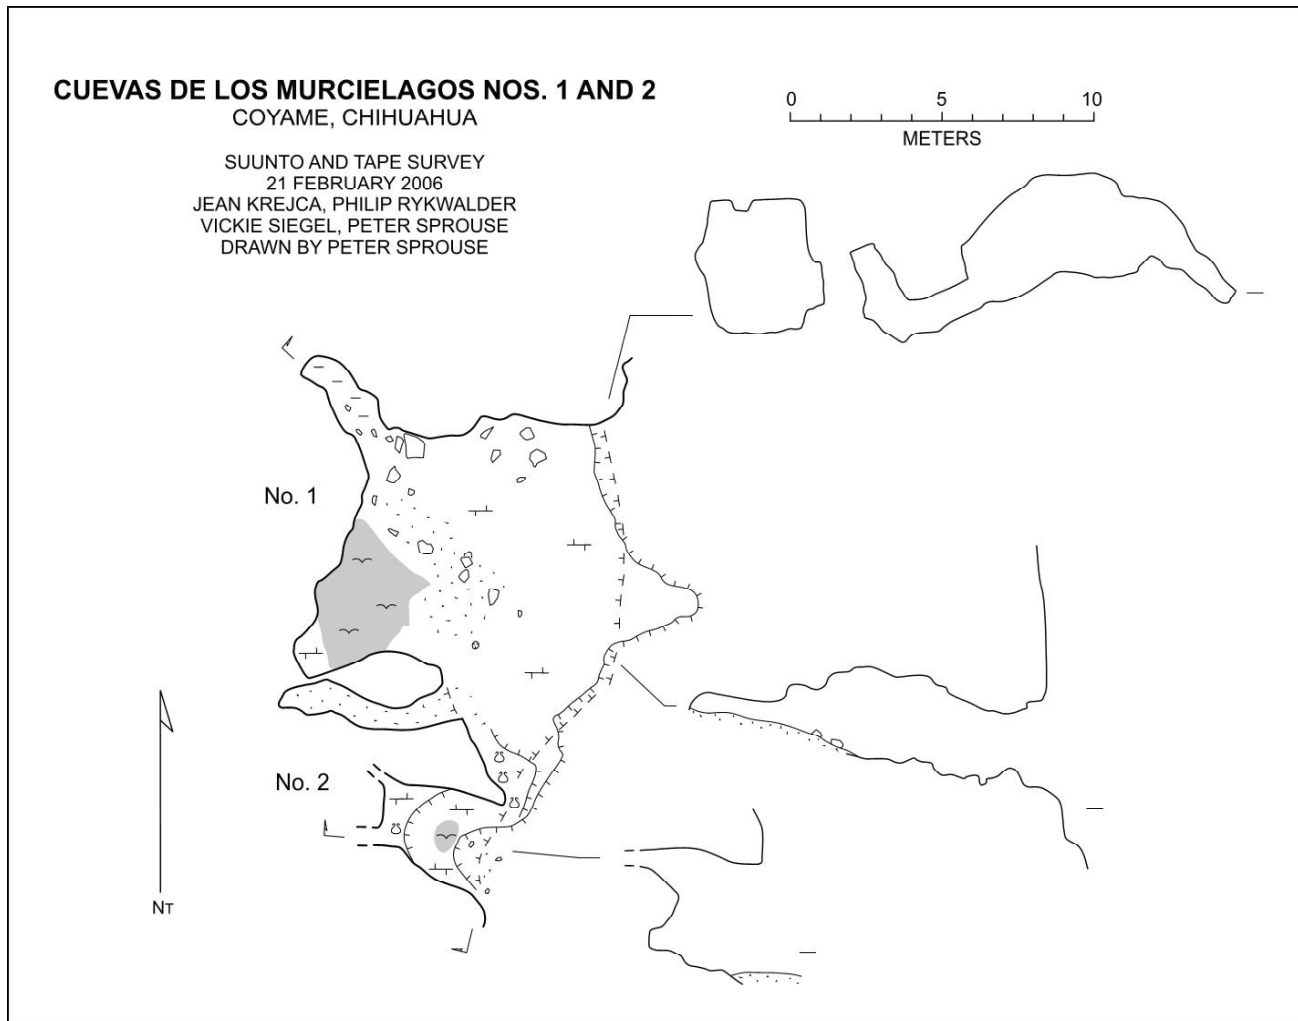 CUEVAS DE LOS MURCIELAGOS NOS. 1 AND 2
COYAME, CHIHUAHUA
SUUNTO AND TAPE SURVEY
21 FEBRUARY 2006
JEAN KREJCA, PHILIP RYKWALDER
VICKIE SIEGEL, PETER SPROUSE
DRAWN BY PETER SPROUSE
0 5 10
METERS
No. 1
No. 2
NT